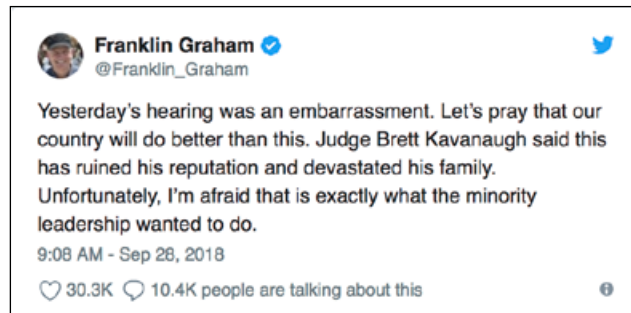 Franklin Graham
@Franklin_Graham
Yesterday's hearing was an embarrassment. Let's pray that our
country will do better than this. Judge Brett Kavanaugh said this
has ruined his reputation and devastated his family.
Unfortunately, I'm afraid that is exactly what the minority
leadership wanted to do.
9:08 AM - Sep 28, 2018
30.3K 10.4K people are talking about this